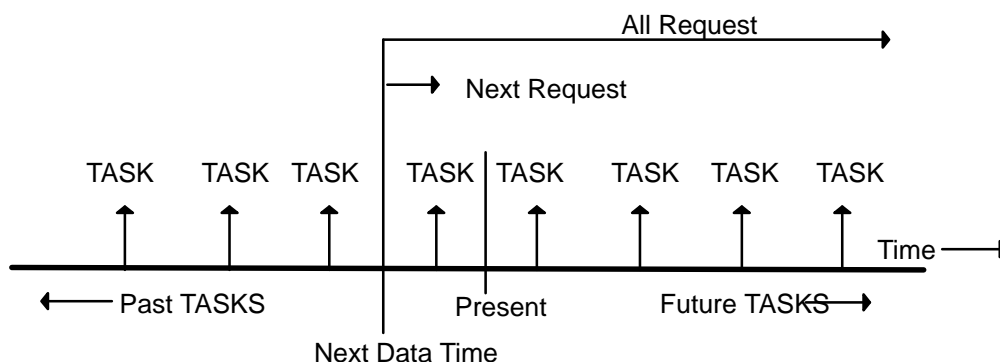 All Request
Next Request
TASK TASK TASK TASK TASK TASK TASK TASK
Time
Past TASKS Present Future TASKS
Next Data Time